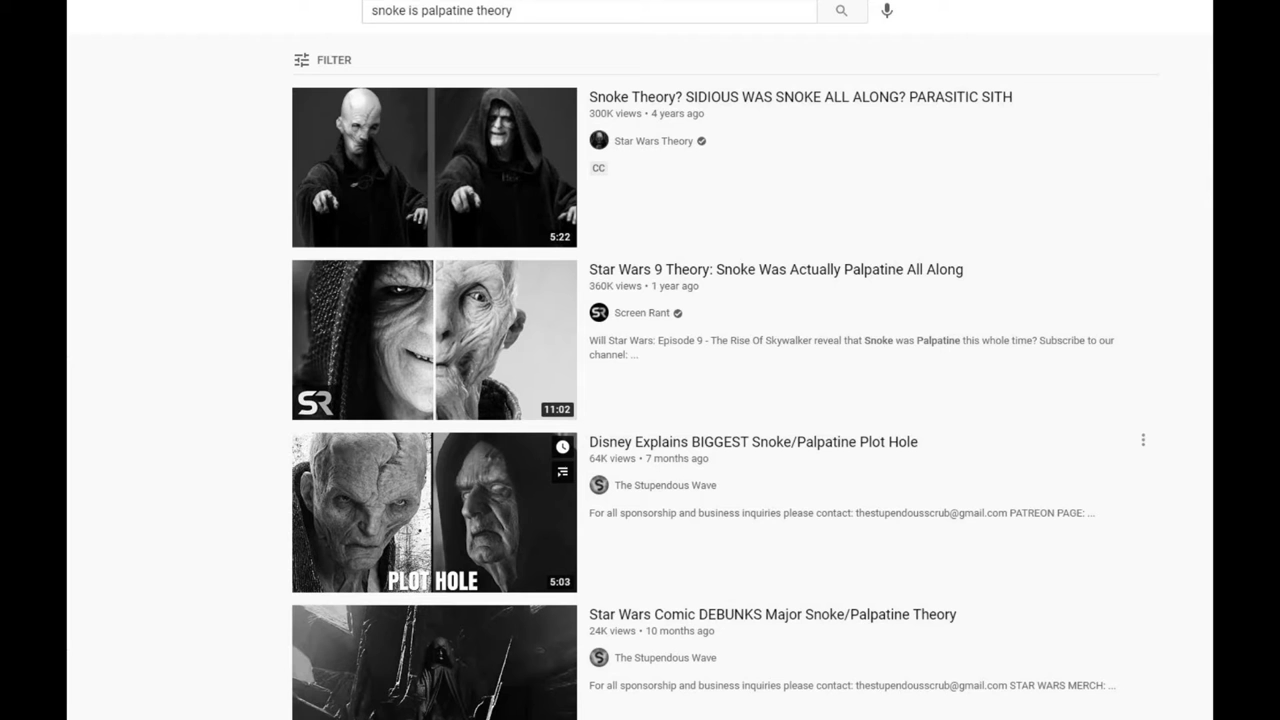 snoke is palpatine theory
FILTER
Snoke Theory? SIDIOUS WAS SNOKE ALL ALONG? PARASITIC SITH
300K views • 4 years ago
Star Wars Theory
CC
5:22
Star Wars 9 Theory: Snoke Was Actually Palpatine All Along
360K views • 1 year ago
SR Screen Rant
Will Star Wars: Episode 9 - The Rise Of Skywalker reveal that Snoke was Palpatine this whole time? Subscribe to our
channel: ...
SR
11:02
Disney Explains BIGGEST Snoke/Palpatine Plot Hole
64K views • 7 months ago
S The Stupendous Wave
For all sponsorship and business inquiries please contact: thestupendousscrub@gmail.com PATREON PAGE: ...
PLOT HOLE
5:03
Star Wars Comic DEBUNKS Major Snoke/Palpatine Theory
24K views • 10 months ago
S The Stupendous Wave
For all sponsorship and business inquiries please contact: thestupendousscrub@gmail.com STAR WARS MERCH: ...